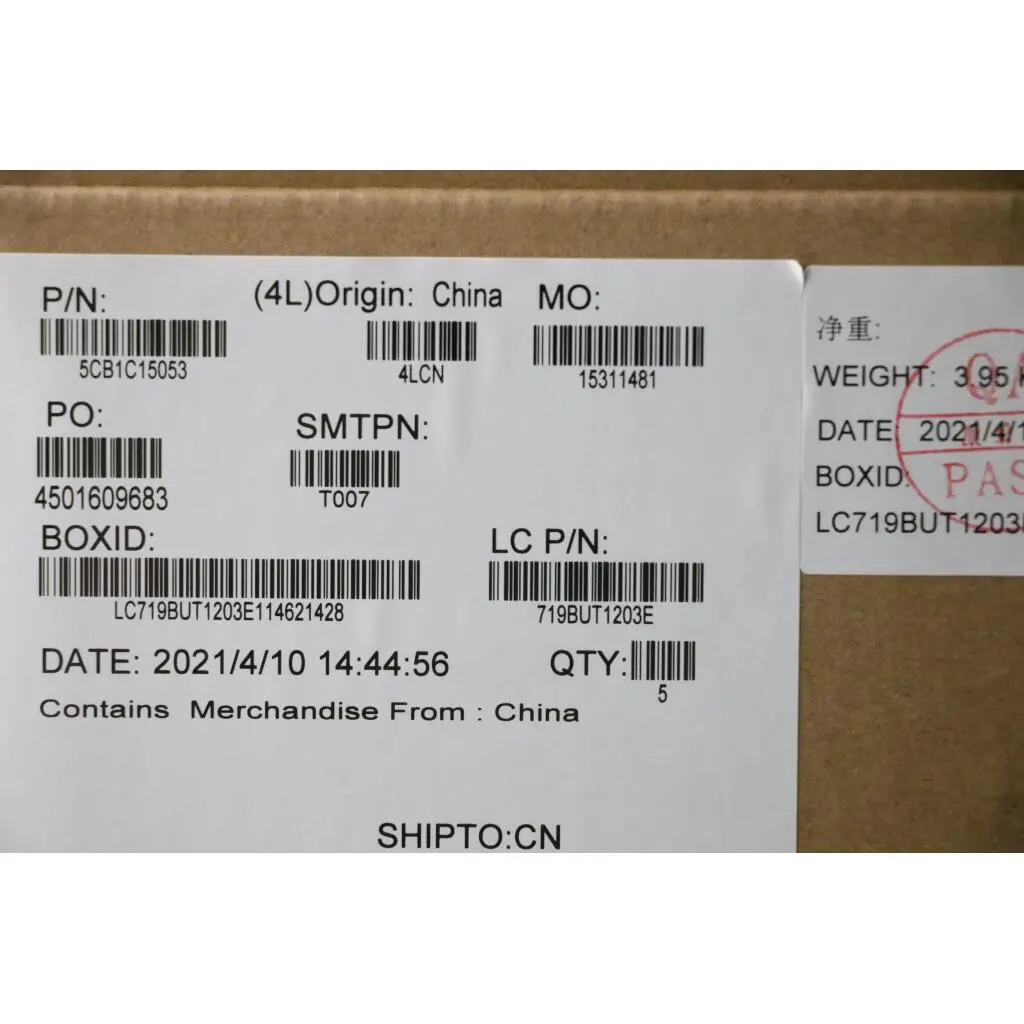 P/N: (4L)Origin: China MO:
5CB1C15053 4LCN 15311481
PO: SMTPN:
4501609683 T007
BOXID: LC P/N:
LC719BUT1203E114621428 719BUT1203E
DATE: 2021/4/10 14:44:56 QTY:
5
Contains Merchandise From : China
SHIPTO:CN
净重:
WEIGHT: 3.95
DATE 2021/4/1
BOXID:
LC719BUT1203
PAS